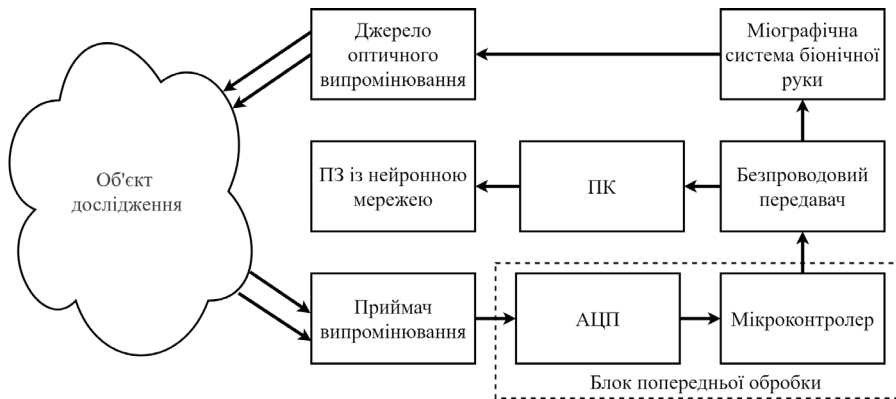 Джерело
оптичного
випромінювання
Міографічна
система біонічної
руки
Об'єкт
дослідження
ПЗ із нейронною
мережею
ПК
Безпроводовий
передавач
Приймач
випромінювання
АЦП
Мікроконтролер
Блок попередньої обробки